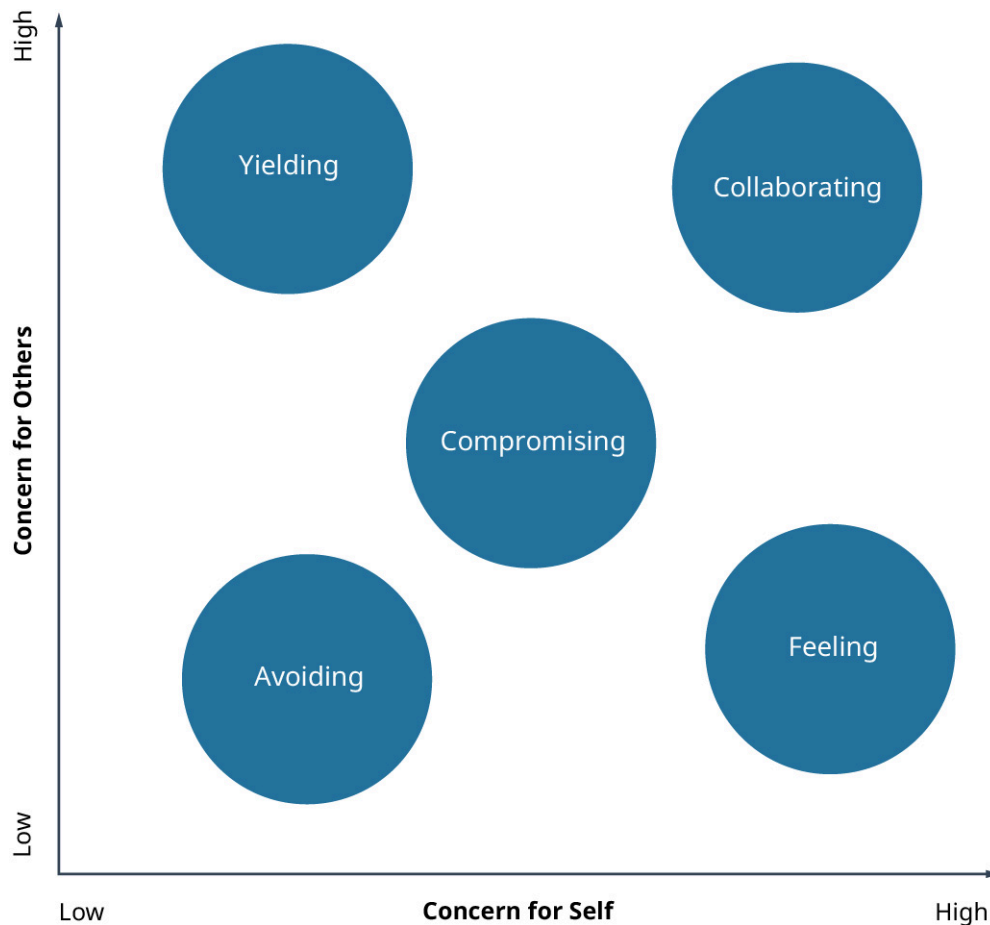 High
Yielding
Collaborating
Concern for Others
Compromising
Feeling
Avoiding
Low
Low
Concern for Self
High